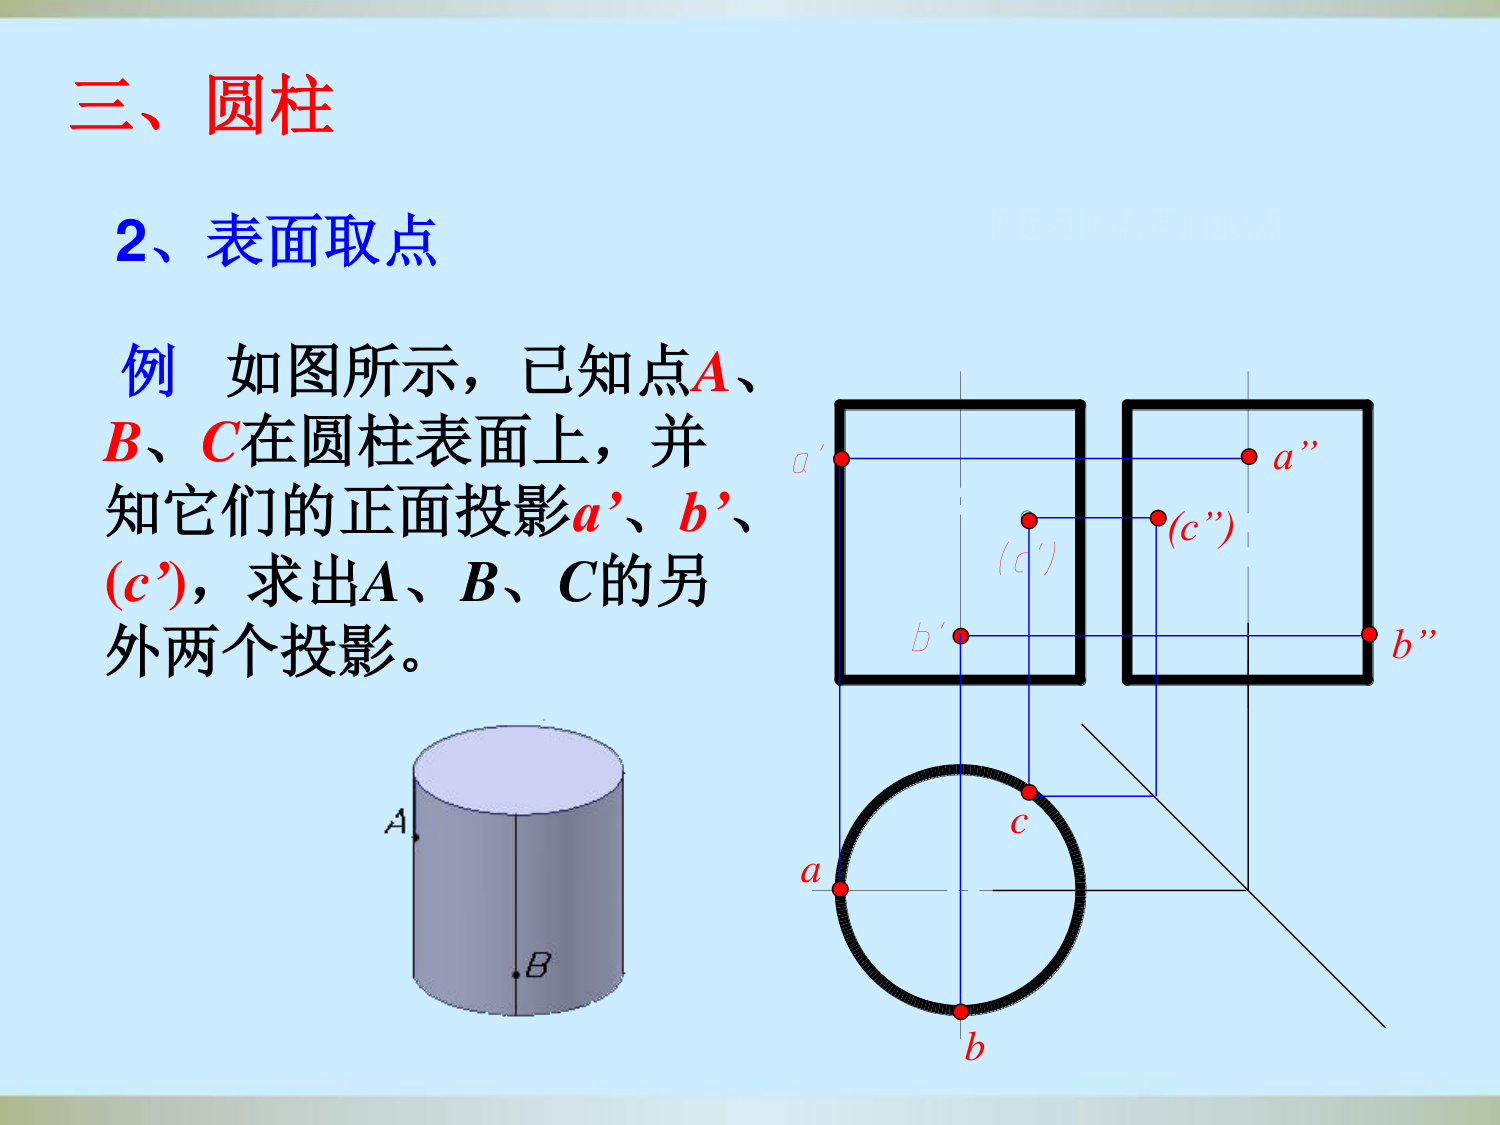 三、圆柱
2、表面取点
例 如图所示，已知点A、
B、C在圆柱表面上，并
知它们的正面投影a’、b’、
(c’)，求出A、B、C的另
外两个投影。
a'
a”
(c')
(c”)
b'
b”
A
B
c
a
b